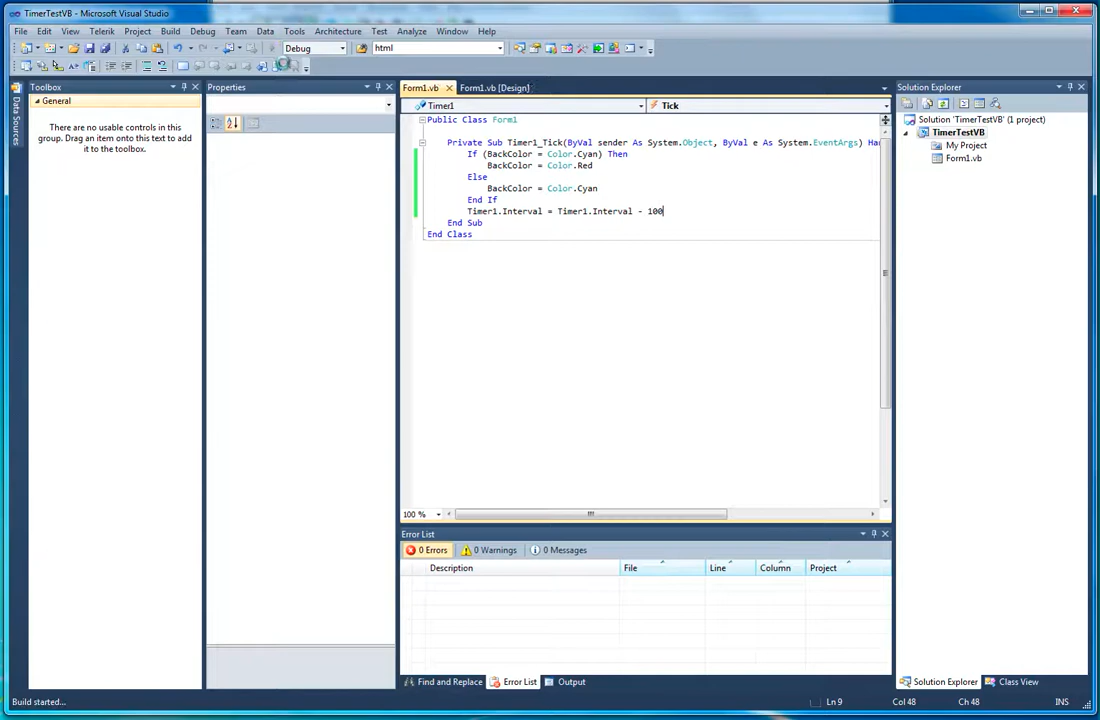 TimerTestVB - Microsoft Visual Studio
File Edit View Telerik Project Build Debug Team Data Tools Architecture Test Analyze Window Help
Debug html
Data Sources
Toolbox
General
There are no usable controls in this
group. Drag an item onto this text to add
it to the toolbox.
Properties
Form1.vb Form1.vb [Design]
Timer1 Tick
Public Class Form1
Private Sub Timer1_Tick(ByVal sender As System.Object, ByVal e As System.EventArgs) Han
If (BackColor = Color.Cyan) Then
BackColor = Color.Red
Else
BackColor = Color.Cyan
End If
Timer1.Interval = Timer1.Interval - 100
End Sub
End Class
100 %
Error List
0 Errors 0 Warnings 0 Messages
Description File Line Column Project
Find and Replace Error List Output
Solution Explorer
Solution 'TimerTestVB' (1 project)
TimerTestVB
My Project
Form1.vb
Solution Explorer Class View
Build started... Ln 9 Col 48 Ch 48 INS